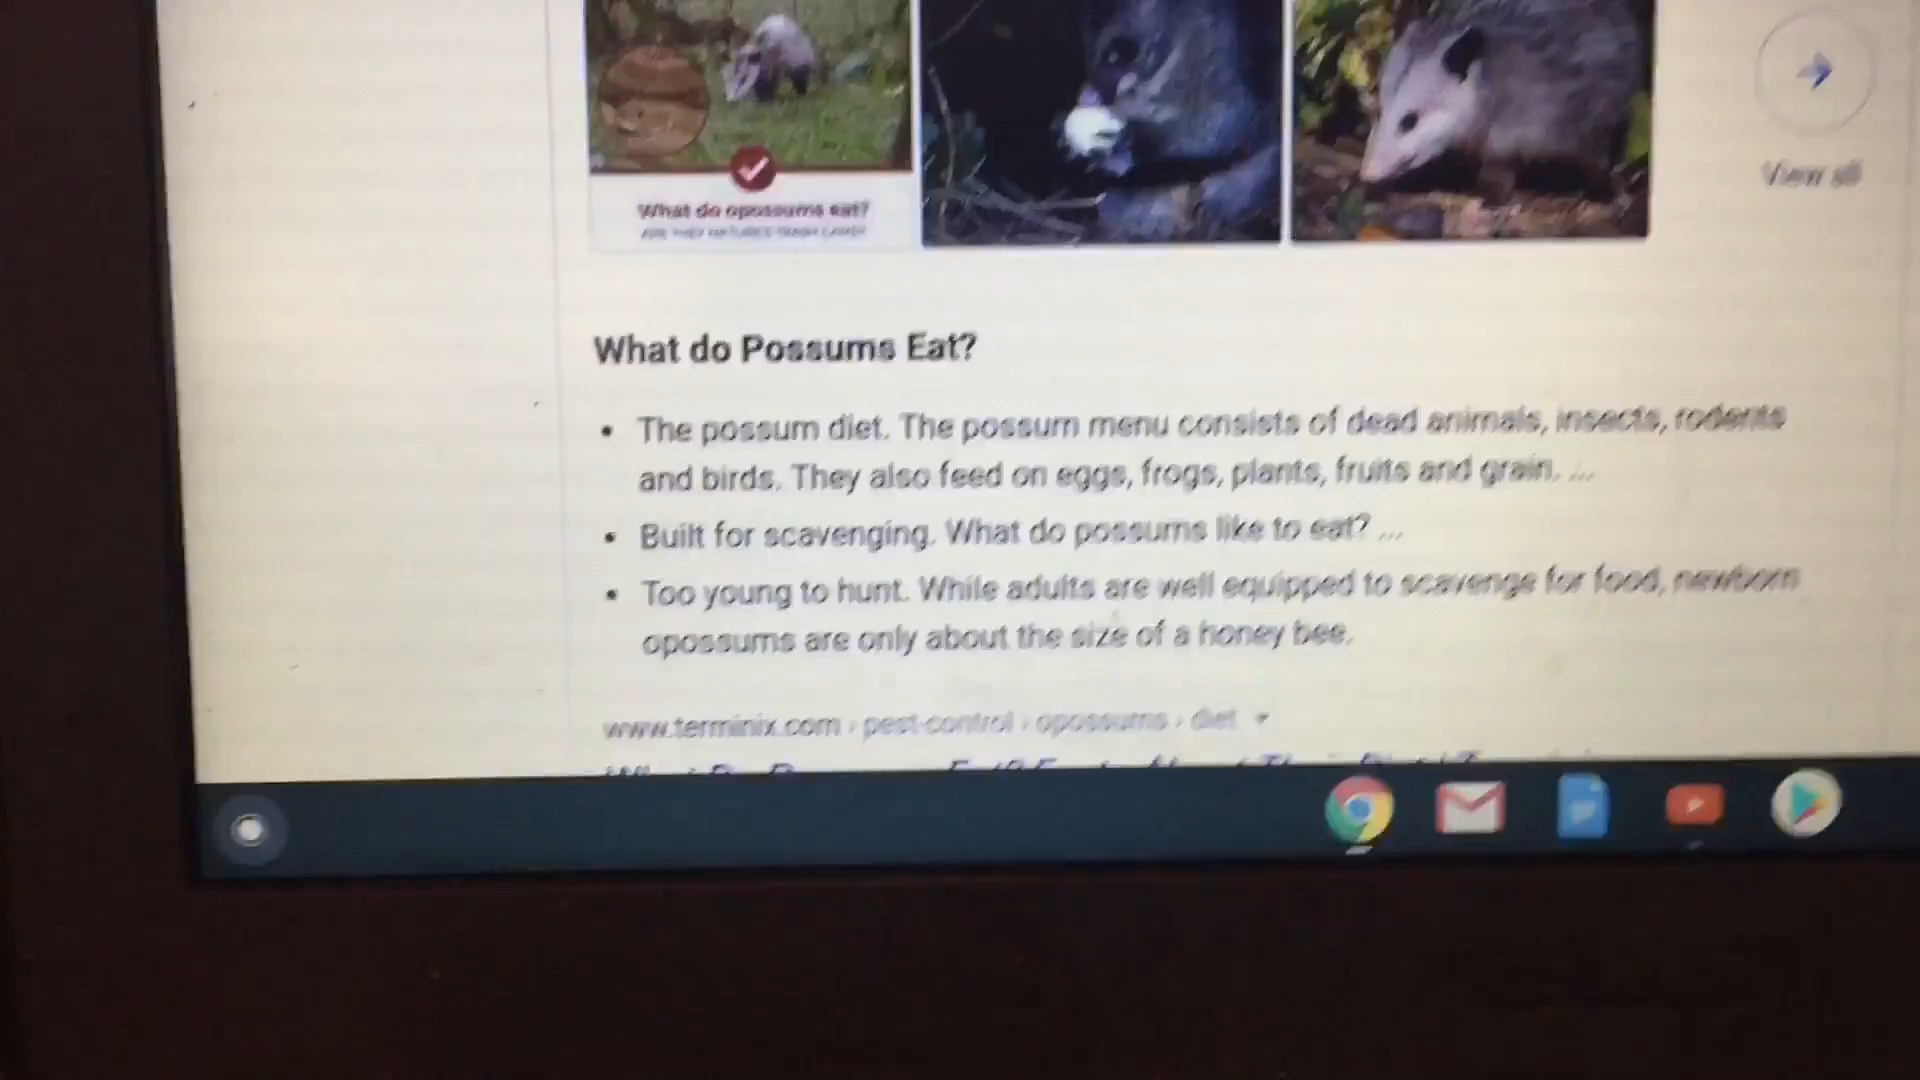 What do opossums eat?
View all
What do Possums Eat?
• The possum diet. The possum menu consists of dead animals, insects, rodents
and birds. They also feed on eggs, frogs, plants, fruits and grain. ...
• Built for scavenging. What do possums like to eat? ...
• Too young to hunt. While adults are well equipped to scavenge for food, newborn
opossums are only about the size of a honey bee.
www.terminix.com › pest-control › opossums › diet